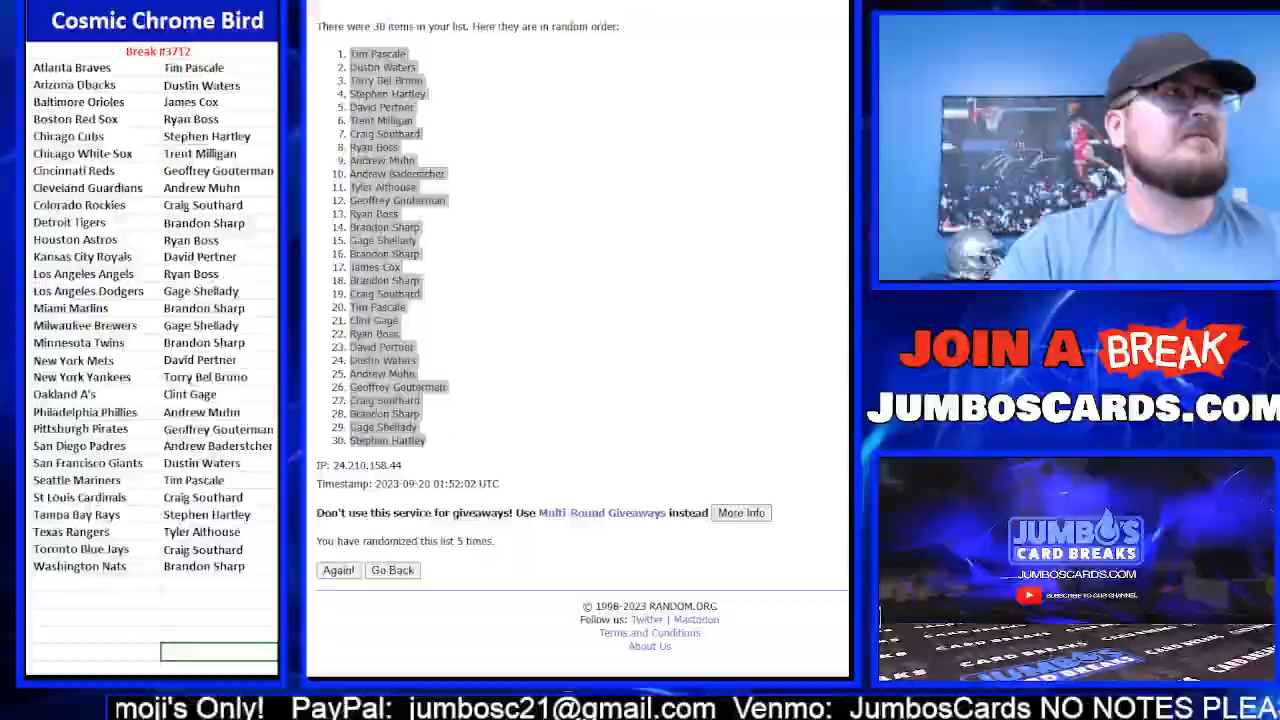 Cosmic Chrome Bird
Break #3712
Atlanta Braves Tim Pascale
Arizona Dbacks Dustin Waters
Baltimore Orioles James Cox
Boston Red Sox Ryan Boss
Chicago Cubs Stephen Hartley
Chicago White Sox Trent Milligan
Cincinnati Reds Geoffrey Gouterman
Cleveland Guardians Andrew Muhn
Colorado Rockies Craig Southard
Detroit Tigers Brandon Sharp
Houston Astros Ryan Boss
Kansas City Royals David Pertner
Los Angeles Angels Ryan Boss
Los Angeles Dodgers Gage Shellady
Miami Marlins Brandon Sharp
Milwaukee Brewers Gage Shellady
Minnesota Twins Brandon Sharp
New York Mets David Pertner
New York Yankees Torry Bel Brmo
Oakland A's Clint Gage
Philadelphia Phillies Andrew Muhn
Pittsburgh Pirates Geoffrey Gouterman
San Diego Padres Andrew Baderstcher
San Francisco Giants Dustin Waters
Seattle Mariners Tim Pascale
St Louis Cardinals Craig Southard
Tampa Bay Rays Stephen Hartley
Texas Rangers Tyler Althouse
Toronto Blue Jays Craig Southard
Washington Nats Brandon Sharp
There were 30 items in your list. Here they are in random order:
1. Tim Pascale
2. Dustin Waters
3. Torry Bel Brmo
4. Stephen Hartley
5. David Pertner
6. Trent Milligan
7. Craig Southard
8. Ryan Boss
9. Andrew Muhn
10. Andrew Baderstcher
11. Tyler Althouse
12. Geoffrey Gouterman
13. Ryan Boss
14. Brandon Sharp
15. Gage Shellady
16. Brandon Sharp
17. James Cox
18. Brandon Sharp
19. Craig Southard
20. Tim Pascale
21. Clint Gage
22. Ryan Boss
23. David Pertner
24. Dustin Waters
25. Andrew Muhn
26. Geoffrey Gouterman
27. Craig Southard
28. Brandon Sharp
29. Gage Shellady
30. Stephen Hartley
IP: 24.210.158.44
Timestamp: 2023-09-20 01:52:02 UTC
Don't use this service for giveaways! Use Multi-Round Giveaways instead More Info
You have randomized this list 5 times.
Again! Go Back
© 1998-2023 RANDOM.ORG
Follow us: Twitter | Mastodon
Terms and Conditions
About Us
JOIN A BREAK
JUMBOSCARDS.COM
JUMBO'S
CARD BREAKS
JUMBOSCARDS.COM
SUBSCRIBE TO CHANNEL
moji's Only! PayPal: jumbosc21@gmail.com Venmo: JumbosCards NO NOTES PLEA